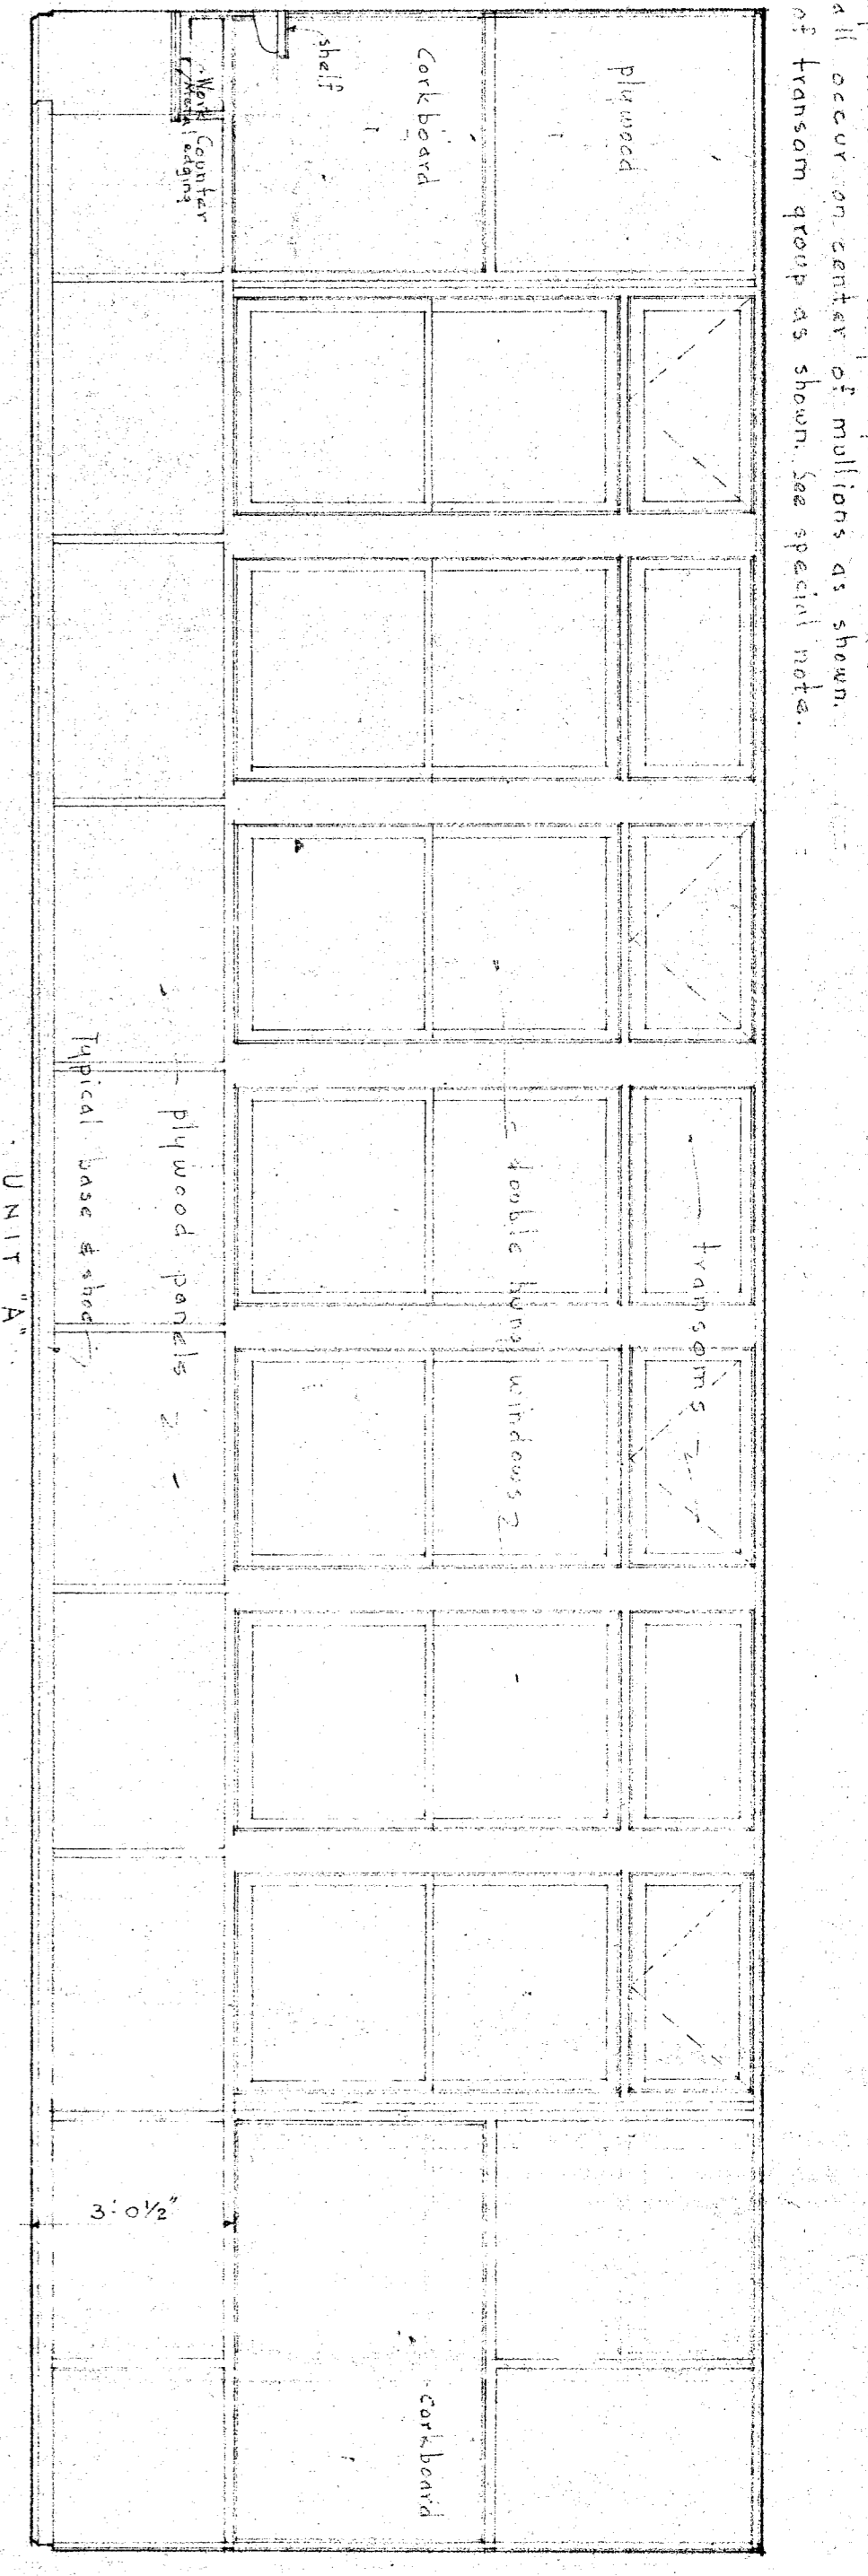 all occur on center of mullions as shown.
of transom group as shown. See special note.
plywood
Corkboard
shelf
Work Counter
Metal edging
transoms
double hung windows
plywood panels
Typical base & shoe
3'-0½"
corkboard
UNIT "A"